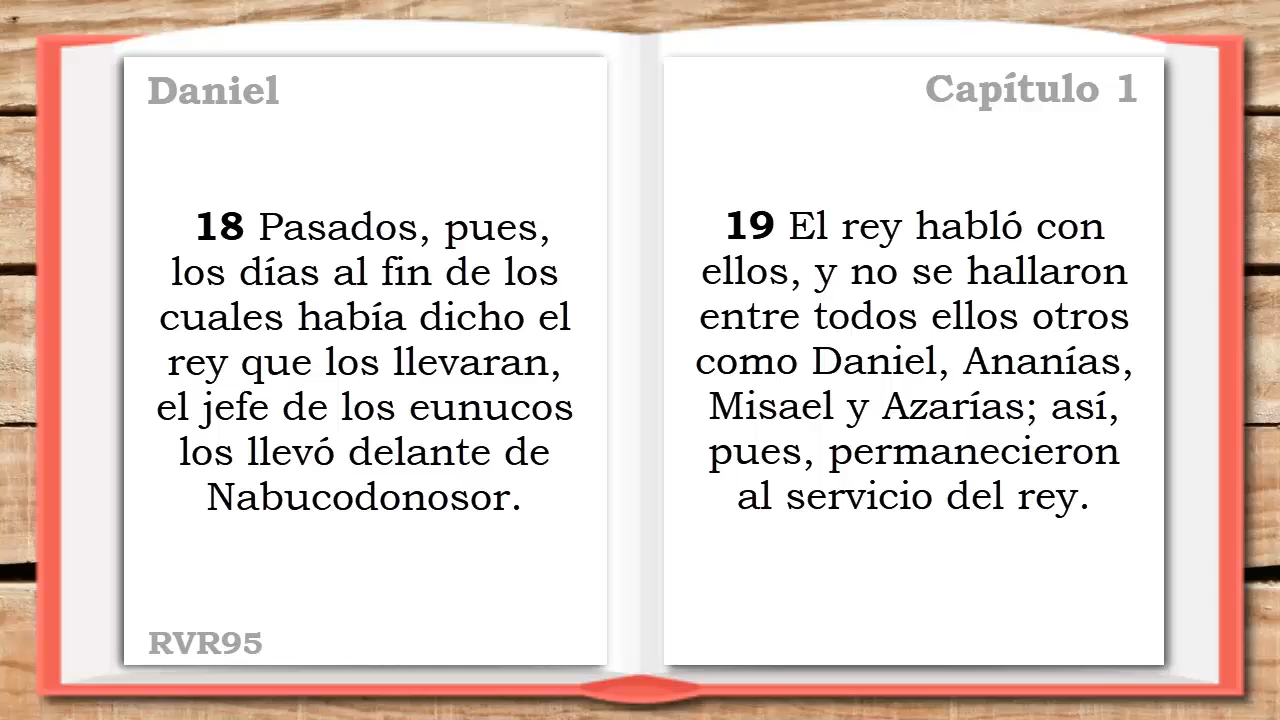 Daniel
18 Pasados, pues,
los días al fin de los
cuales había dicho el
rey que los llevaran,
el jefe de los eunucos
los llevó delante de
Nabucodonosor.
RVR95
Capítulo 1
19 El rey habló con
ellos, y no se hallaron
entre todos ellos otros
como Daniel, Ananías,
Misael y Azarías; así,
pues, permanecieron
al servicio del rey.